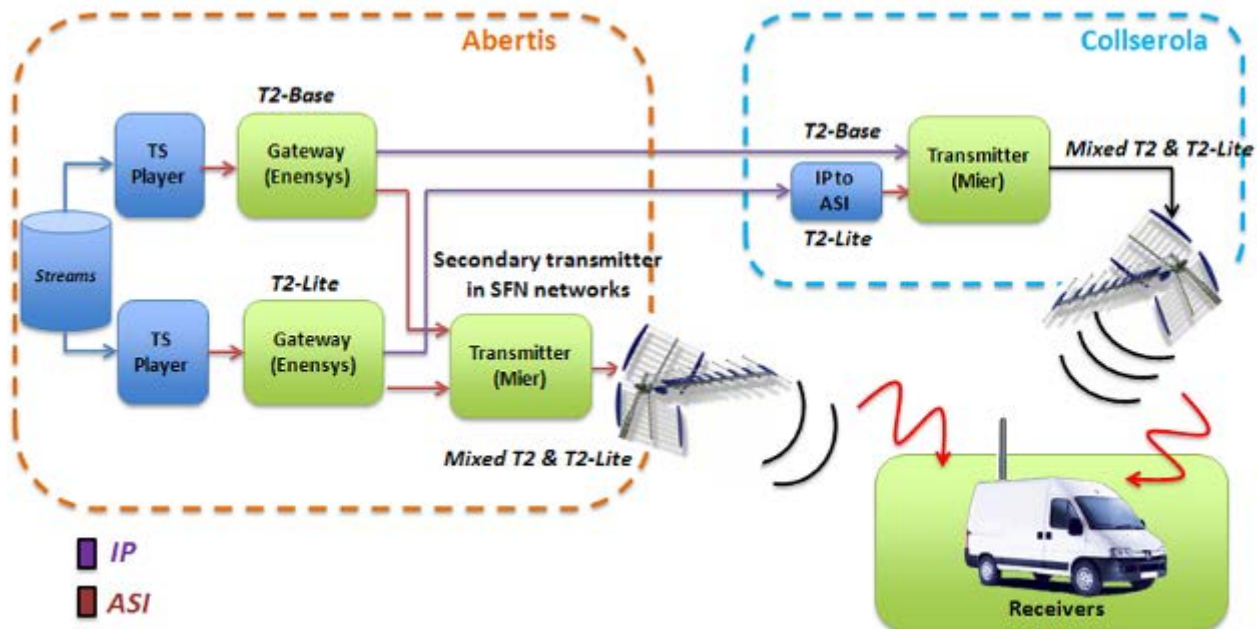 Abertis
Collserola
T2-Base
TS
Player
Gateway
(Enensys)
T2-Base
Transmitter
(Mier)
Mixed T2 & T2-Lite
IP to
ASI
T2-Lite
Streams
T2-Lite
Secondary transmitter
in SFN networks
TS
Player
Gateway
(Enensys)
Transmitter
(Mier)
Mixed T2 & T2-Lite
IP
ASI
Receivers